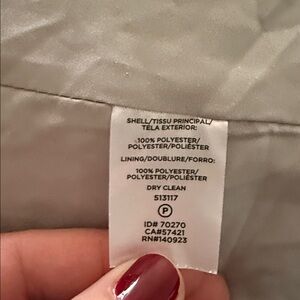 SHELL/TISSU PRINCIPAL/
TELA EXTERIOR:
100% POLYESTER/
POLYESTER/POLIÉSTER
LINING/DOUBLURE/FORRO:
100% POLYESTER/
POLYESTER/POLIÉSTER
DRY CLEAN
513117
P
ID# 70270
CA#57421
RN#140923